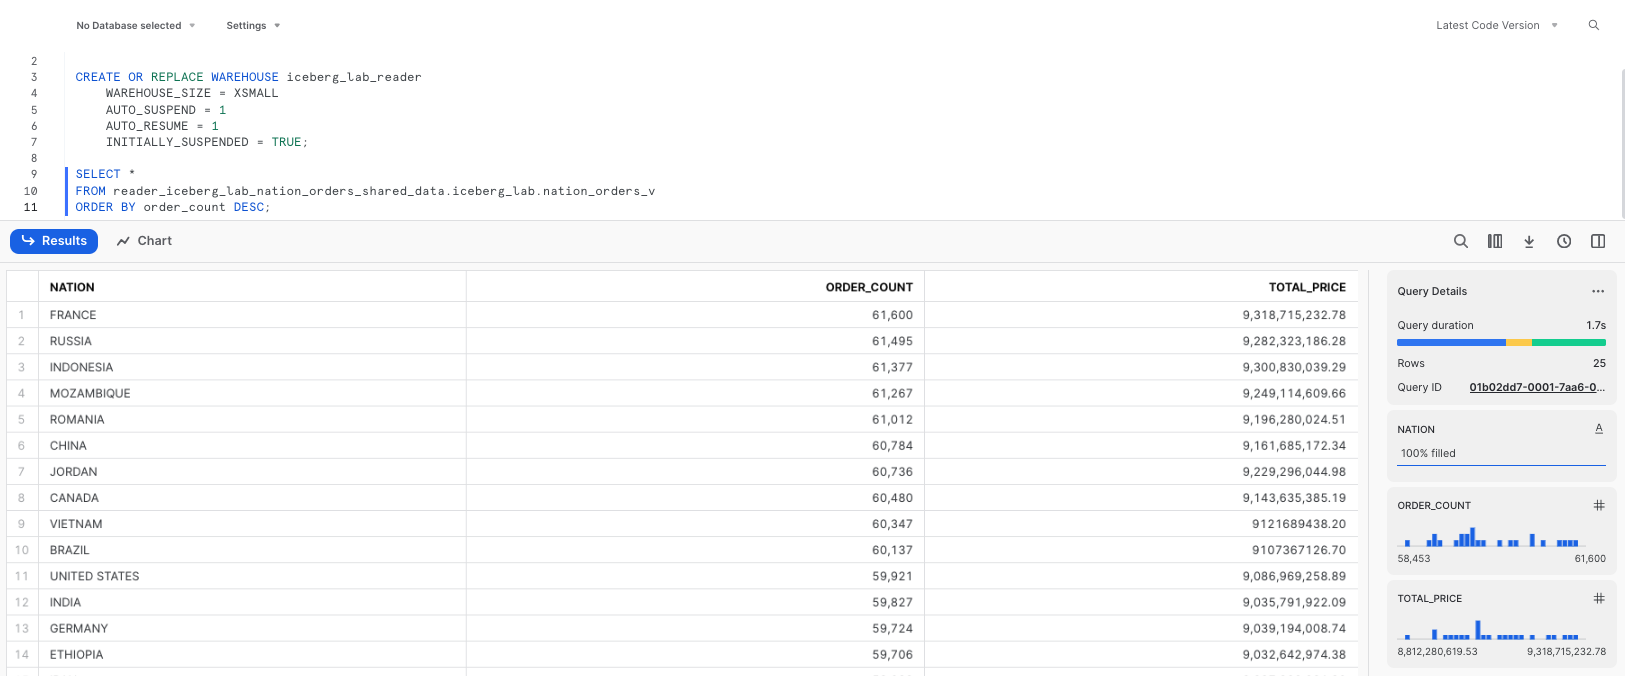 No Database selected
Settings
Latest Code Version
2
3 CREATE OR REPLACE WAREHOUSE iceberg_lab_reader
4 WAREHOUSE_SIZE = XSMALL
5 AUTO_SUSPEND = 1
6 AUTO_RESUME = 1
7 INITIALLY_SUSPENDED = TRUE;
8
9 SELECT *
10 FROM reader_iceberg_lab_nation_orders_shared_data.iceberg_lab.nation_orders_v
11 ORDER BY order_count DESC;
Results
Chart
NATION ORDER_COUNT TOTAL_PRICE
1 FRANCE 61,600 9,318,715,232.78
2 RUSSIA 61,495 9,282,323,186.28
3 INDONESIA 61,377 9,300,830,039.29
4 MOZAMBIQUE 61,267 9,249,114,609.66
5 ROMANIA 61,012 9,196,280,024.51
6 CHINA 60,784 9,161,685,172.34
7 JORDAN 60,736 9,229,296,044.98
8 CANADA 60,480 9,143,635,385.19
9 VIETNAM 60,347 9121689438.20
10 BRAZIL 60,137 9107367126.70
11 UNITED STATES 59,921 9,086,969,258.89
12 INDIA 59,827 9,035,791,922.09
13 GERMANY 59,724 9,039,194,008.74
14 ETHIOPIA 59,706 9,032,642,974.38
Query Details ...
Query duration 1.7s
Rows 25
Query ID 01b02dd7-0001-7aa6-0...
NATION A
100% filled
ORDER_COUNT #
58,453 61,600
TOTAL_PRICE #
8,812,280,619.53 9,318,715,232.78